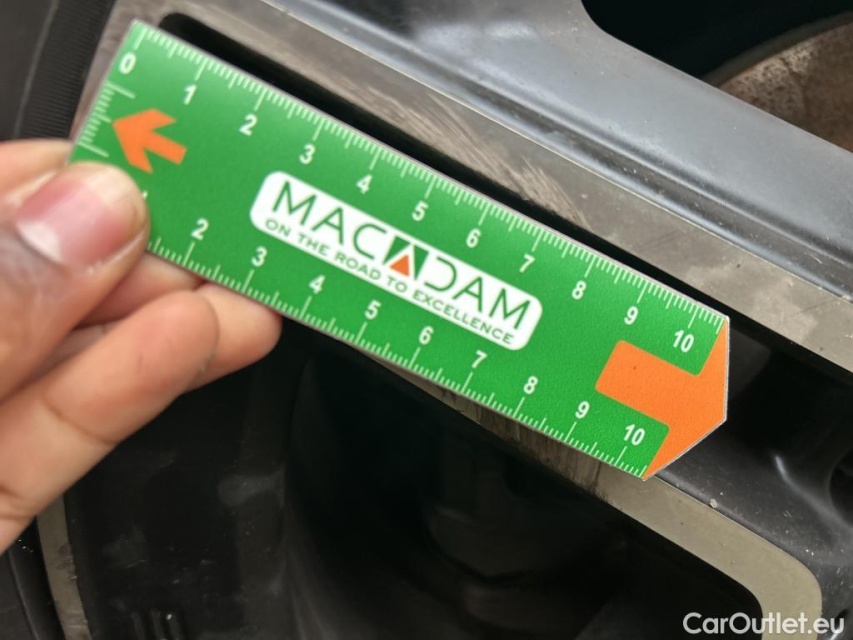 0 1 2 3 4 5 6 7 8 9 10
MACADAM
ON THE ROAD TO EXCELLENCE
2 3 4 5 6 7 8 9 10
CarOutlet.eu